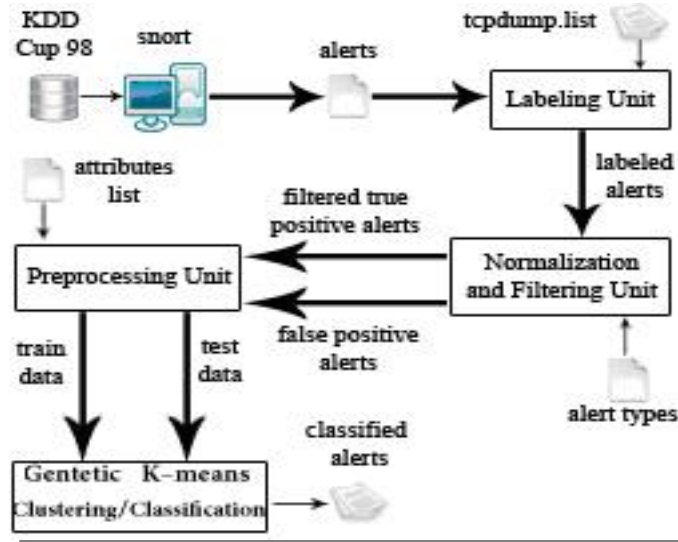 KDD
Cup 98
snort
alerts
tcpdump.list
Labeling Unit
attributes
list
labeled
alerts
filtered true
positive alerts
Preprocessing Unit
Normalization
and Filtering Unit
false positive
alerts
train
data
test
data
alert types
classified
alerts
Gentetic K-means
Clustering/Classification